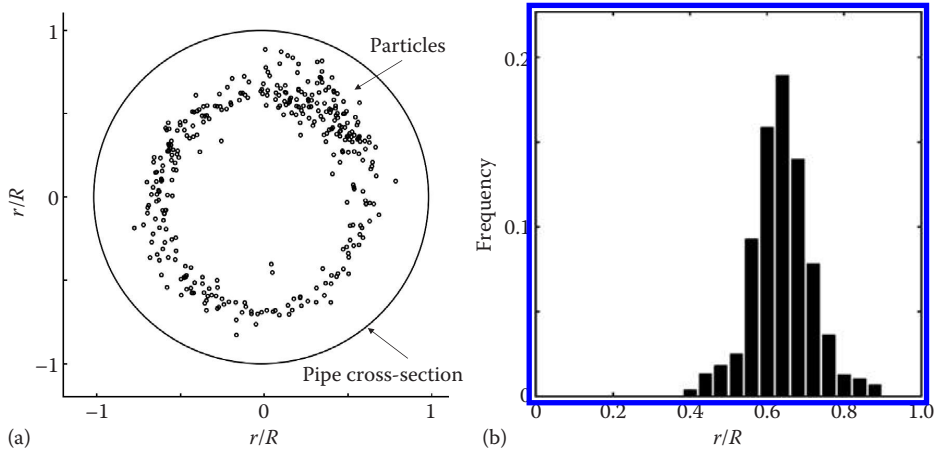 1
0
−1
r/R
−1
0
1
r/R
Particles
Pipe cross-section
(a)
0.2
0.1
0
Frequency
0
0.2
0.4
0.6
0.8
1.0
r/R
(b)